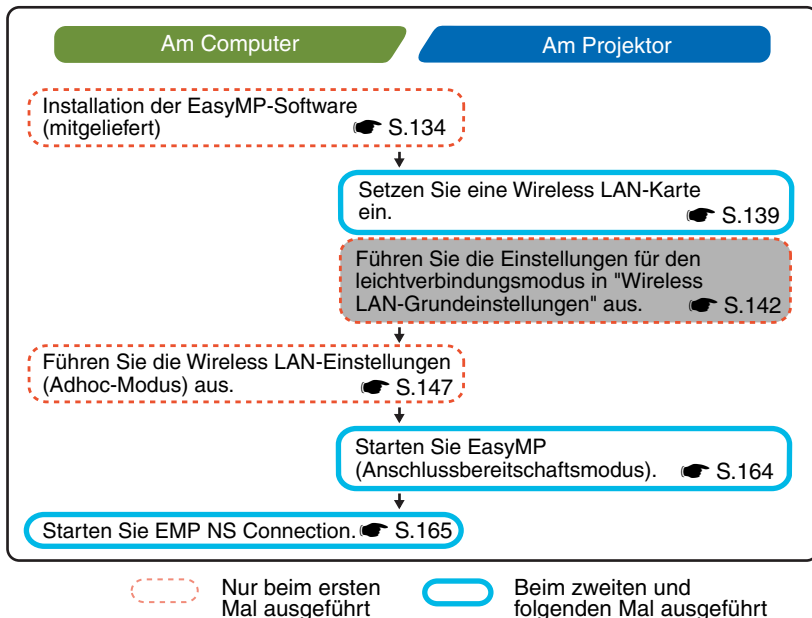 Am Computer
Am Projektor
Installation der EasyMP-Software
(mitgeliefert) ☛ S.134
Setzen Sie eine Wireless LAN-Karte
ein. ☛ S.139
Führen Sie die Einstellungen für den
leichtverbindungsmodus in "Wireless
LAN-Grundeinstellungen" aus. ☛ S.142
Führen Sie die Wireless LAN-Einstellungen
(Adhoc-Modus) aus. ☛ S.147
Starten Sie EasyMP
(Anschlussbereitschaftsmodus). ☛ S.164
Starten Sie EMP NS Connection. ☛ S.165
Nur beim ersten
Mal ausgeführt
Beim zweiten und
folgenden Mal ausgeführt